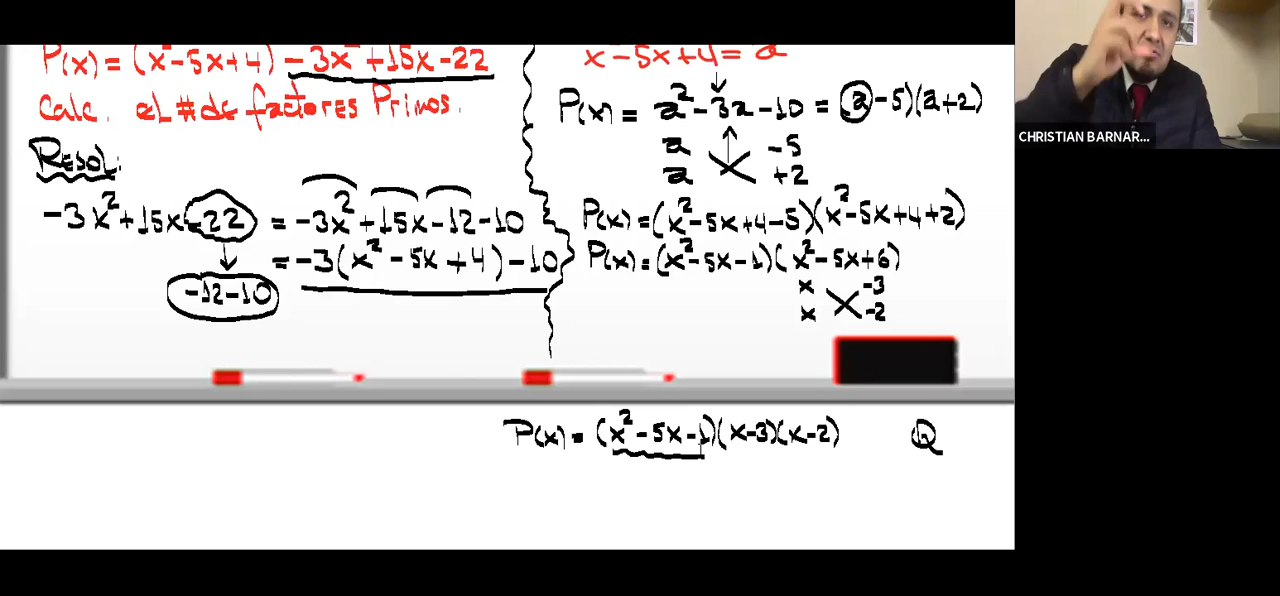 P(x) = (x²-5x+4) - 3x² + 15x - 22
Calc. el # de factores Primos.
RESOL:
-3x² + 15x - 22 = -3x² + 15x - 12 - 10
= -3(x² - 5x + 4) - 10
-12-10
x - 5x + 4 = a
P(x) = a² - 3a - 10 = a - 5)(a+2)
a -5
a +2
P(x) = (x² - 5x + 4 - 5)(x² - 5x + 4 + 2)
P(x) = (x² - 5x - 1)(x² - 5x + 6)
x -3
x -2
P(x) = (x² - 5x - 1)(x-3)(x-2) Q
CHRISTIAN BARNAR...